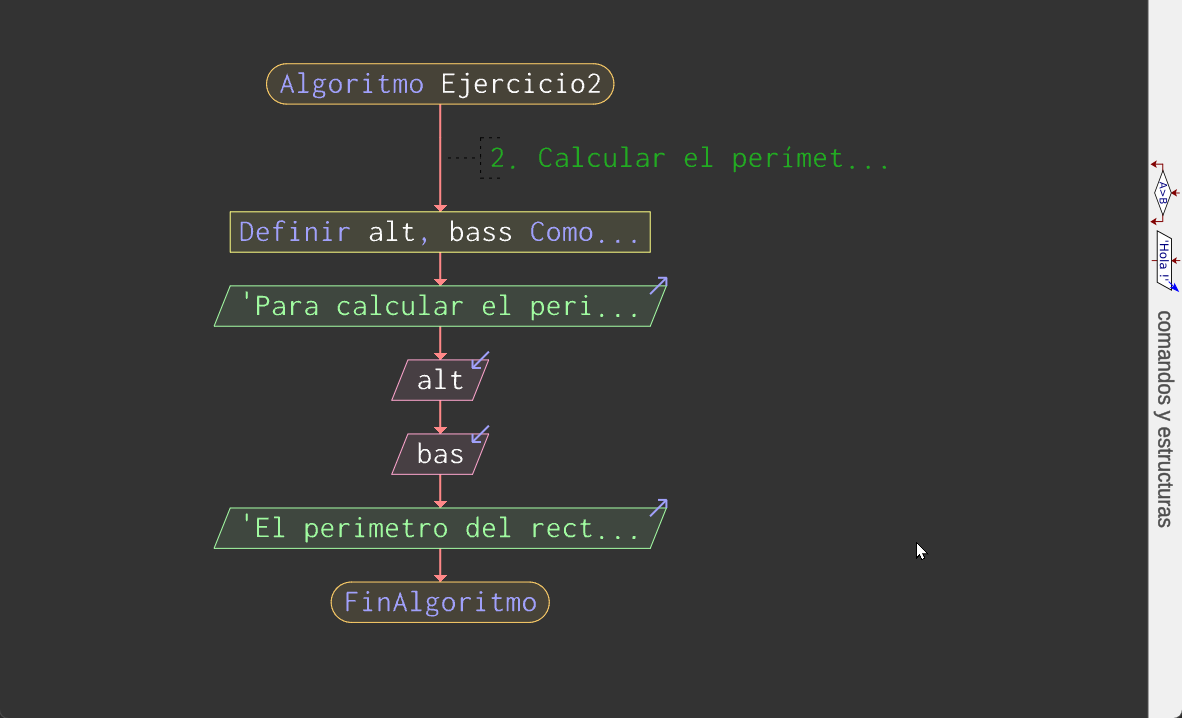 Algoritmo Ejercicio2
2. Calcular el perímet...
Definir alt, bass Como...
'Para calcular el peri...
alt
bas
'El perimetro del rect...
FinAlgoritmo
A>B
'Hola !'
comandos y estructuras